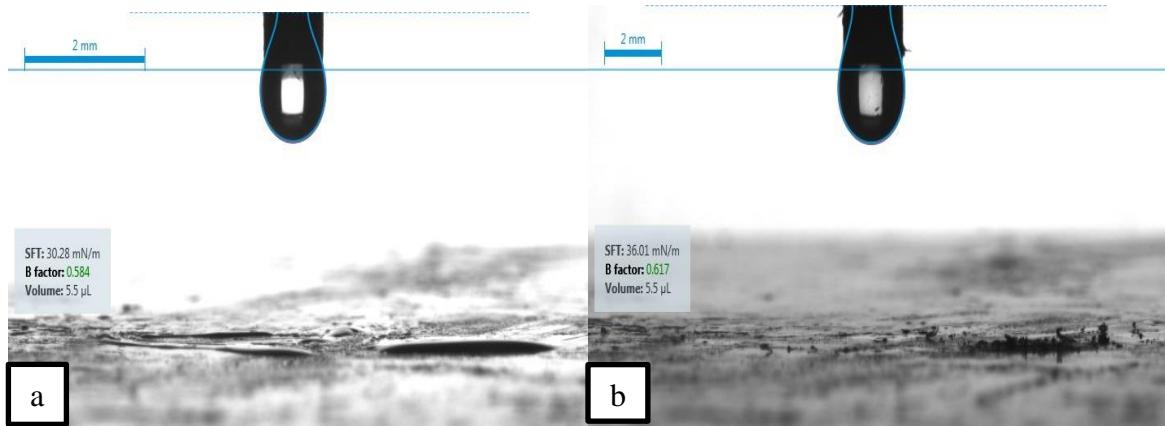 2 mm
SFT: 30.28 mN/m
B factor: 0.584
Volume: 5.5 µL
a
2 mm
SFT: 36.01 mN/m
B factor: 0.617
Volume: 5.5 µL
b